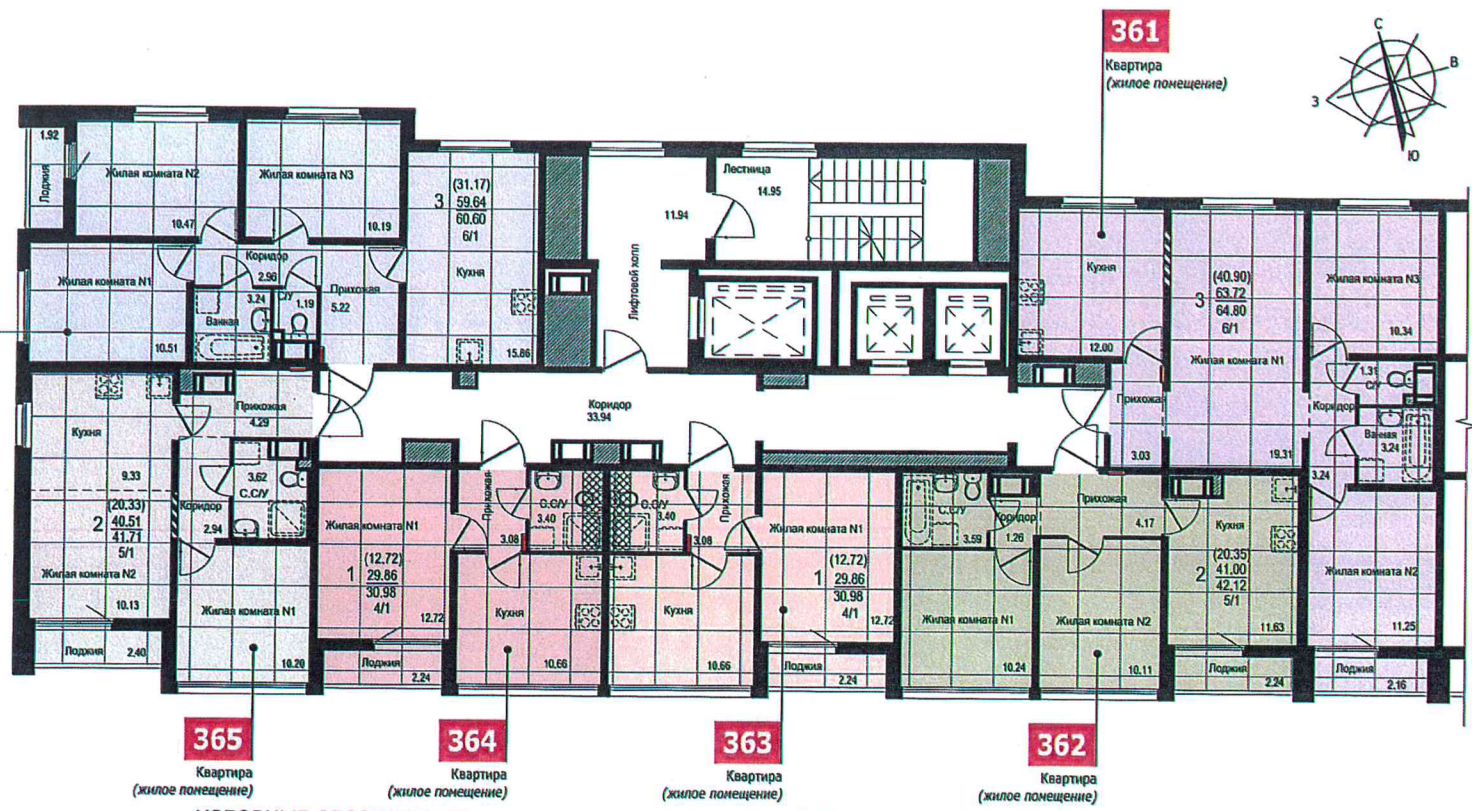 361
Квартира
(жилое помещение)
С
В
З
Ю
1.92
Лоджия
Жилая комната N2
10.47
Жилая комната N3
10.19
3
(31.17)
59.64
60.60
6/1
Кухня
15.86
Коридор
2.96
Жилая комната N1
10.51
3.24
Ванная
С/У
1.19
Прихожая
5.22
11.94
Лифтовой холл
Лестница
14.95
Кухня
12.00
3
(40.90)
63.72
64.80
6/1
Жилая комната N1
19.31
Жилая комната N3
10.34
Прихожая
3.03
1.31
С/У
Коридор
3.24
Ванная
3.24
Жилая комната N2
11.25
Лоджия
2.16
Коридор
33.94
Кухня
9.33
2
(20.33)
40.51
41.71
5/1
Жилая комната N2
10.13
Лоджия
2.40
Прихожая
4.29
3.62
С.С/У
Коридор
2.94
Жилая комната N1
10.20
Жилая комната N1
1
(12.72)
29.86
30.98
4/1
12.72
Лоджия
2.24
Прихожая
3.08
С.С/У
3.40
Кухня
10.66
С.С/У
3.40
Прихожая
3.08
Кухня
10.66
Жилая комната N1
1
(12.72)
29.86
30.98
4/1
12.72
Лоджия
2.24
С.С/У
3.59
Коридор
1.26
Прихожая
4.17
Жилая комната N1
10.24
Жилая комната N2
10.11
Кухня
2
(20.35)
41.00
42.12
5/1
11.63
Лоджия
2.24
365
Квартира
(жилое помещение)
364
Квартира
(жилое помещение)
363
Квартира
(жилое помещение)
362
Квартира
(жилое помещение)